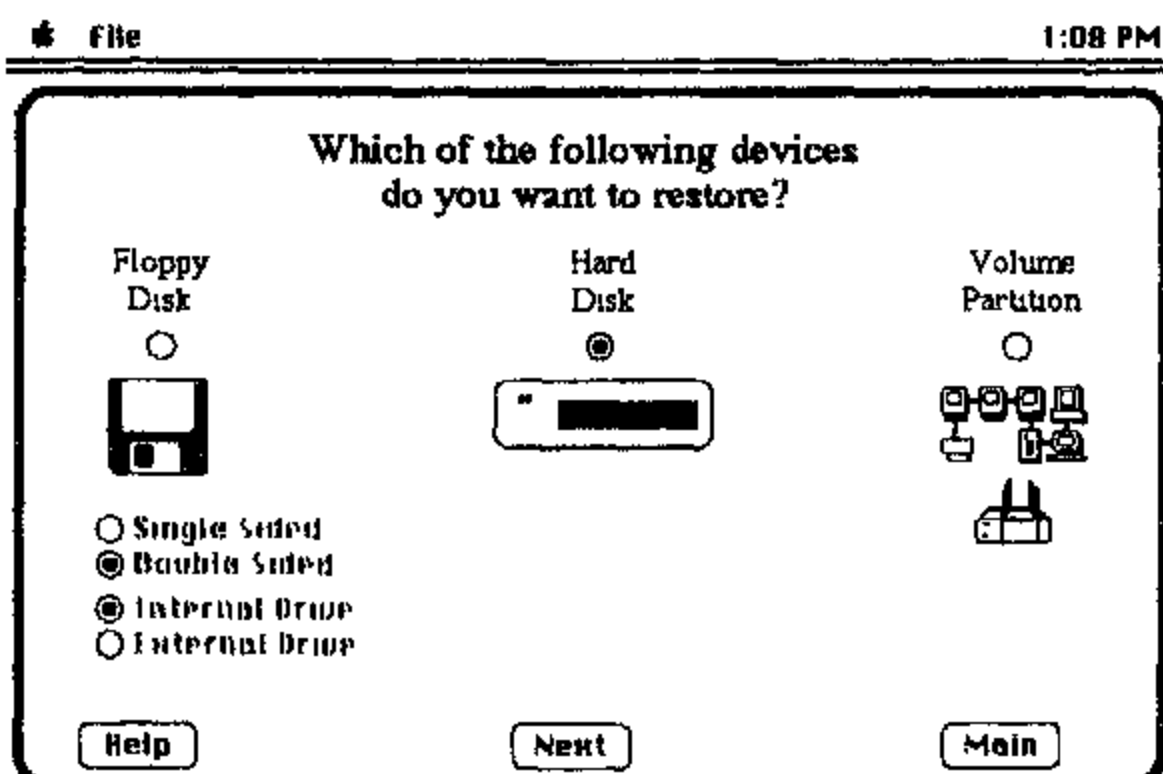 File 1:08 PM
Which of the following devices
do you want to restore?
Floppy Disk
Hard Disk
Volume Partition
Single Sided
Double Sided
Internal Drive
External Drive
Help Next Main